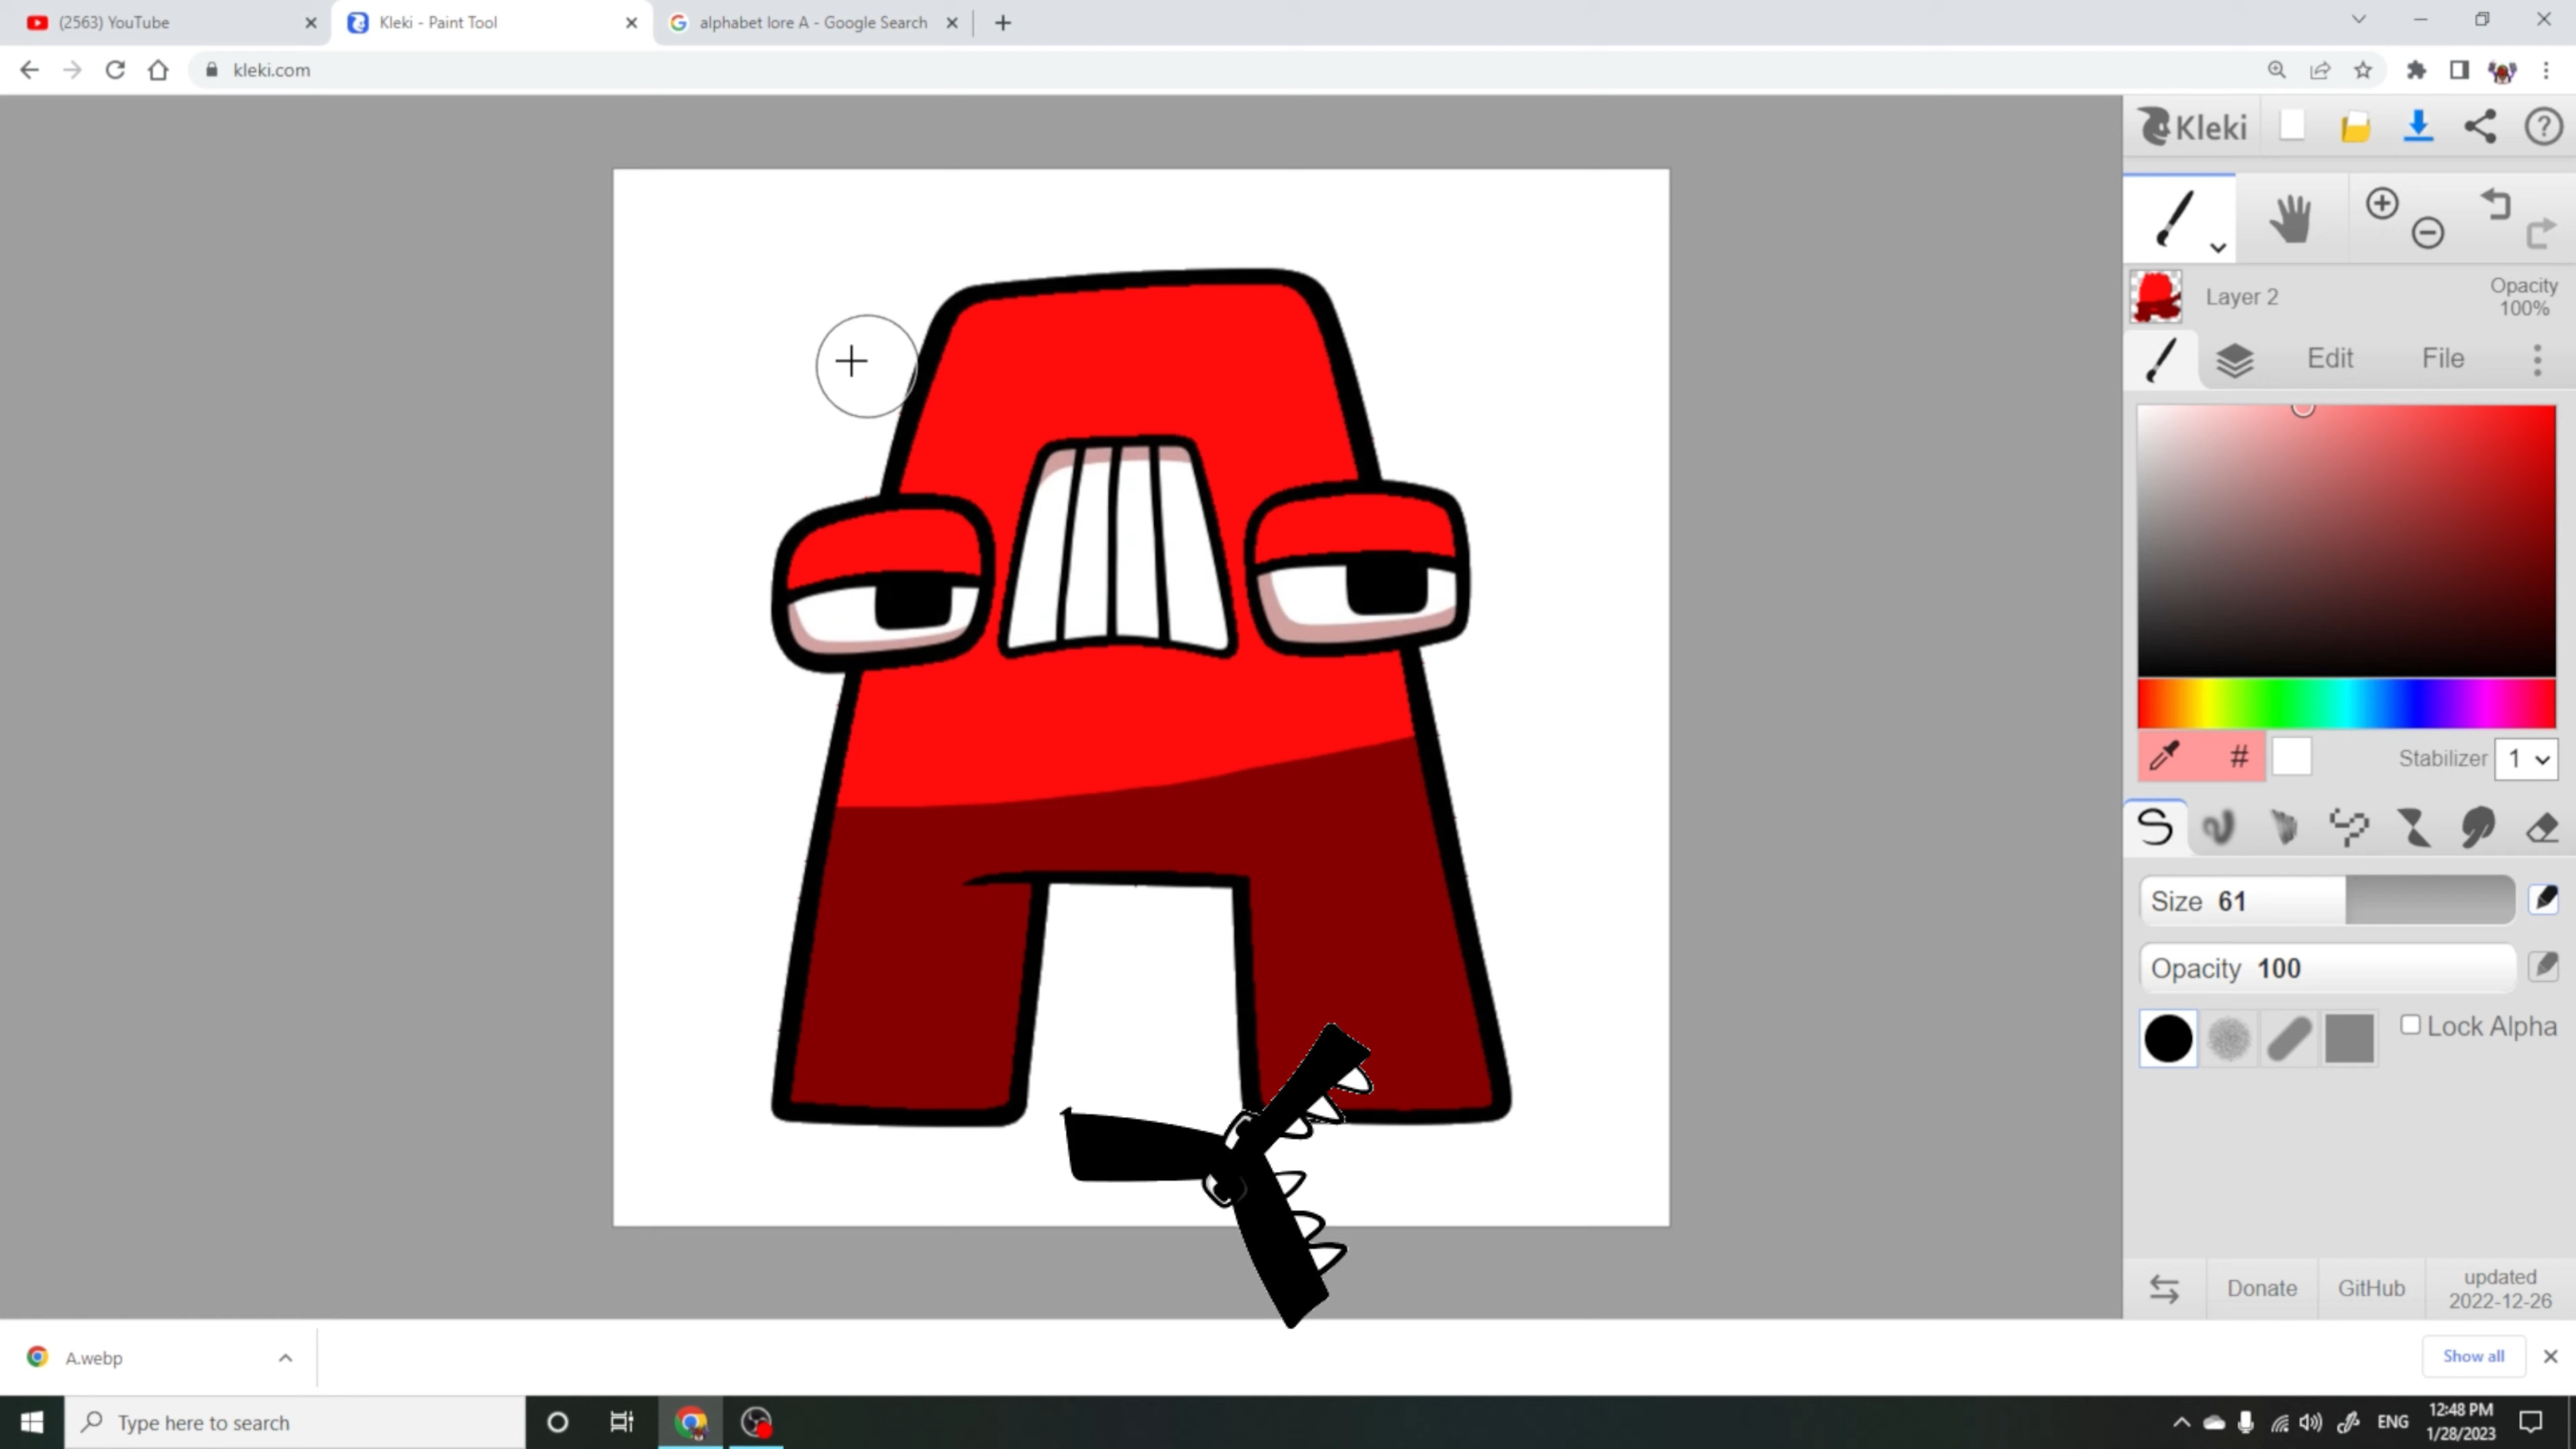 (2563) YouTube
Kleki - Paint Tool
alphabet lore A - Google Search
kleki.com
Kleki
Layer 2
Opacity
100%
Edit
File
#
Stabilizer
1
Size 61
Opacity 100
Lock Alpha
Donate
GitHub
updated
2022-12-26
A.webp
Show all
Type here to search
ENG
12:48 PM
1/28/2023